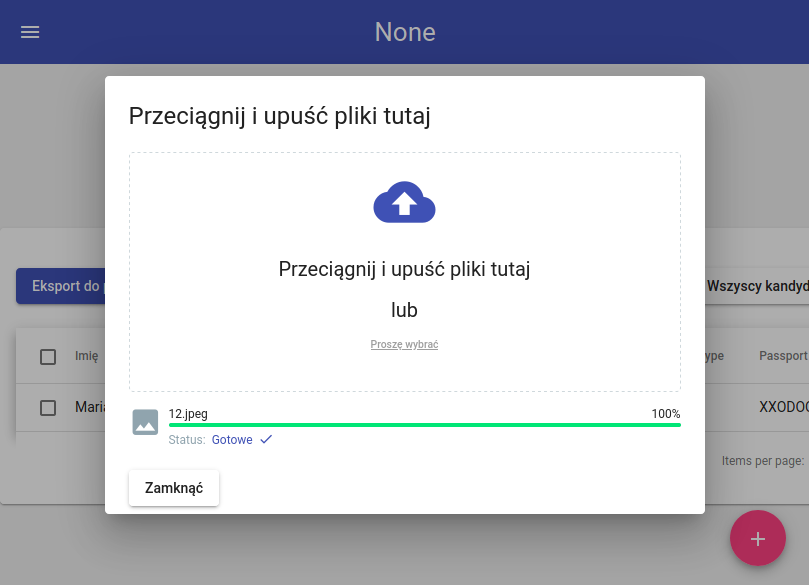 None
Przeciągnij i upuść pliki tutaj
Przeciągnij i upuść pliki tutaj
lub
Proszę wybrać
12.jpeg 100%
Status: Gotowe
Zamknąć
Eksport do
Wszyscy kandyd
Imię ype Passport
Maria XXODO
Items per page: